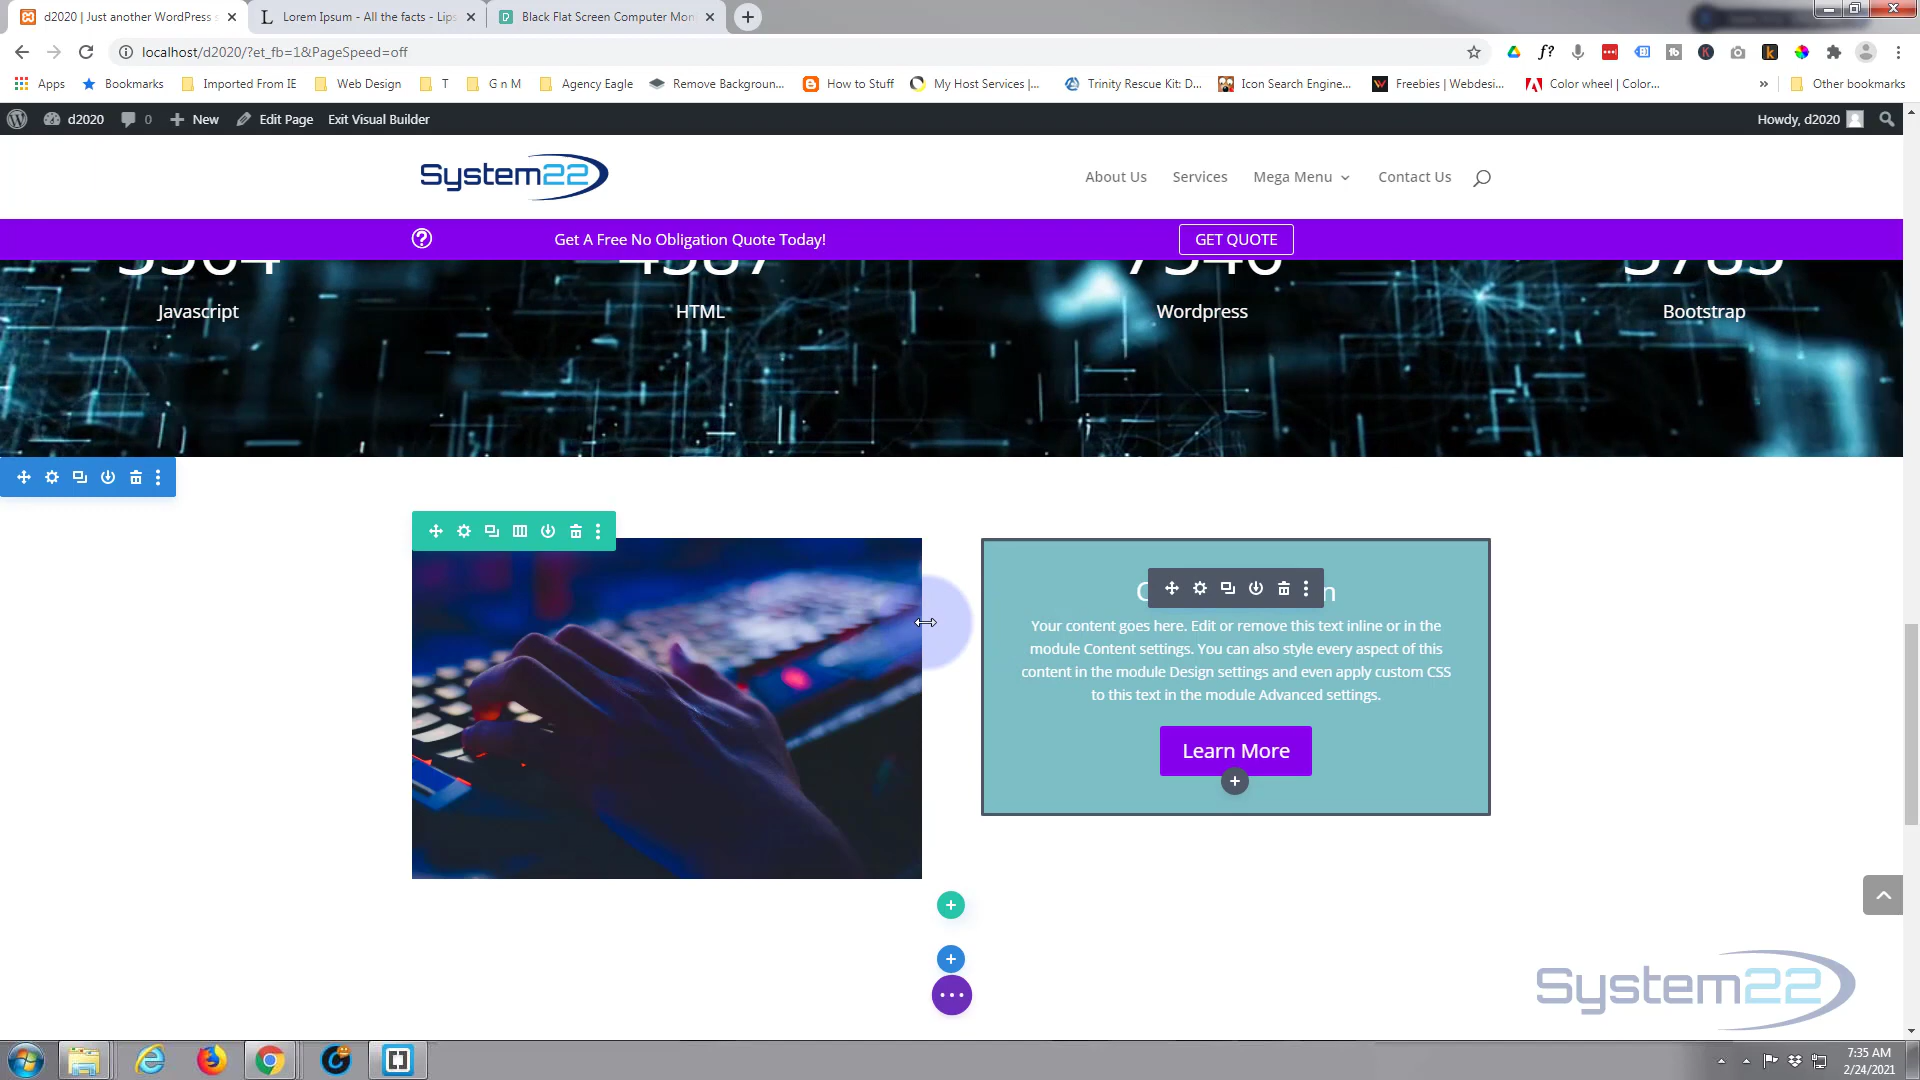 d2020 | Just another WordPress s
Lorem Ipsum - All the facts - Lips
Black Flat Screen Computer Mon
localhost/d2020/?et_fb=1&PageSpeed=off
Apps
Bookmarks
Imported From IE
Web Design
T
G n M
Agency Eagle
Remove Backgroun...
How to Stuff
My Host Services |...
Trinity Rescue Kit: D...
Icon Search Engine...
Freebies | Webdesi...
Color wheel | Color...
»
Other bookmarks
d2020
0
New
Edit Page
Exit Visual Builder
Howdy, d2020
System22
About Us
Services
Mega Menu
Contact Us
Get A Free No Obligation Quote Today!
GET QUOTE
Javascript
HTML
Wordpress
Bootstrap
Your content goes here. Edit or remove this text inline or in the
module Content settings. You can also style every aspect of this
content in the module Design settings and even apply custom CSS
to this text in the module Advanced settings.
Learn More
System22
7:35 AM
2/24/2021